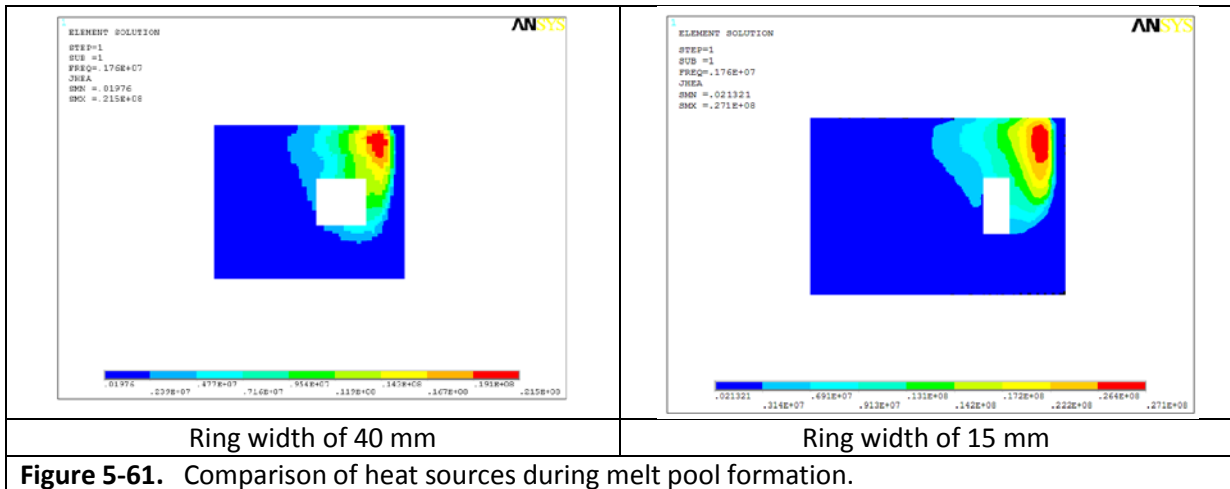 1
ANSYS
ELEMENT SOLUTION
STEP=1
SUB =1
FREQ=.176E+07
JHEA
SMN =.01976
SMX =.215E+08
.01976 .477E+07 .954E+07 .143E+08 .191E+08
.239E+07 .716E+07 .119E+08 .167E+08 .215E+08
ANSYS
ELEMENT SOLUTION
STEP=1
SUB =1
FREQ=.176E+07
JHEA
SMN =.021321
SMX =.271E+08
.021321 .691E+07 .131E+08 .172E+08 .264E+08
.314E+07 .913E+07 .142E+08 .222E+08 .271E+08
Ring width of 40 mm
Ring width of 15 mm
Figure 5-61. Comparison of heat sources during melt pool formation.